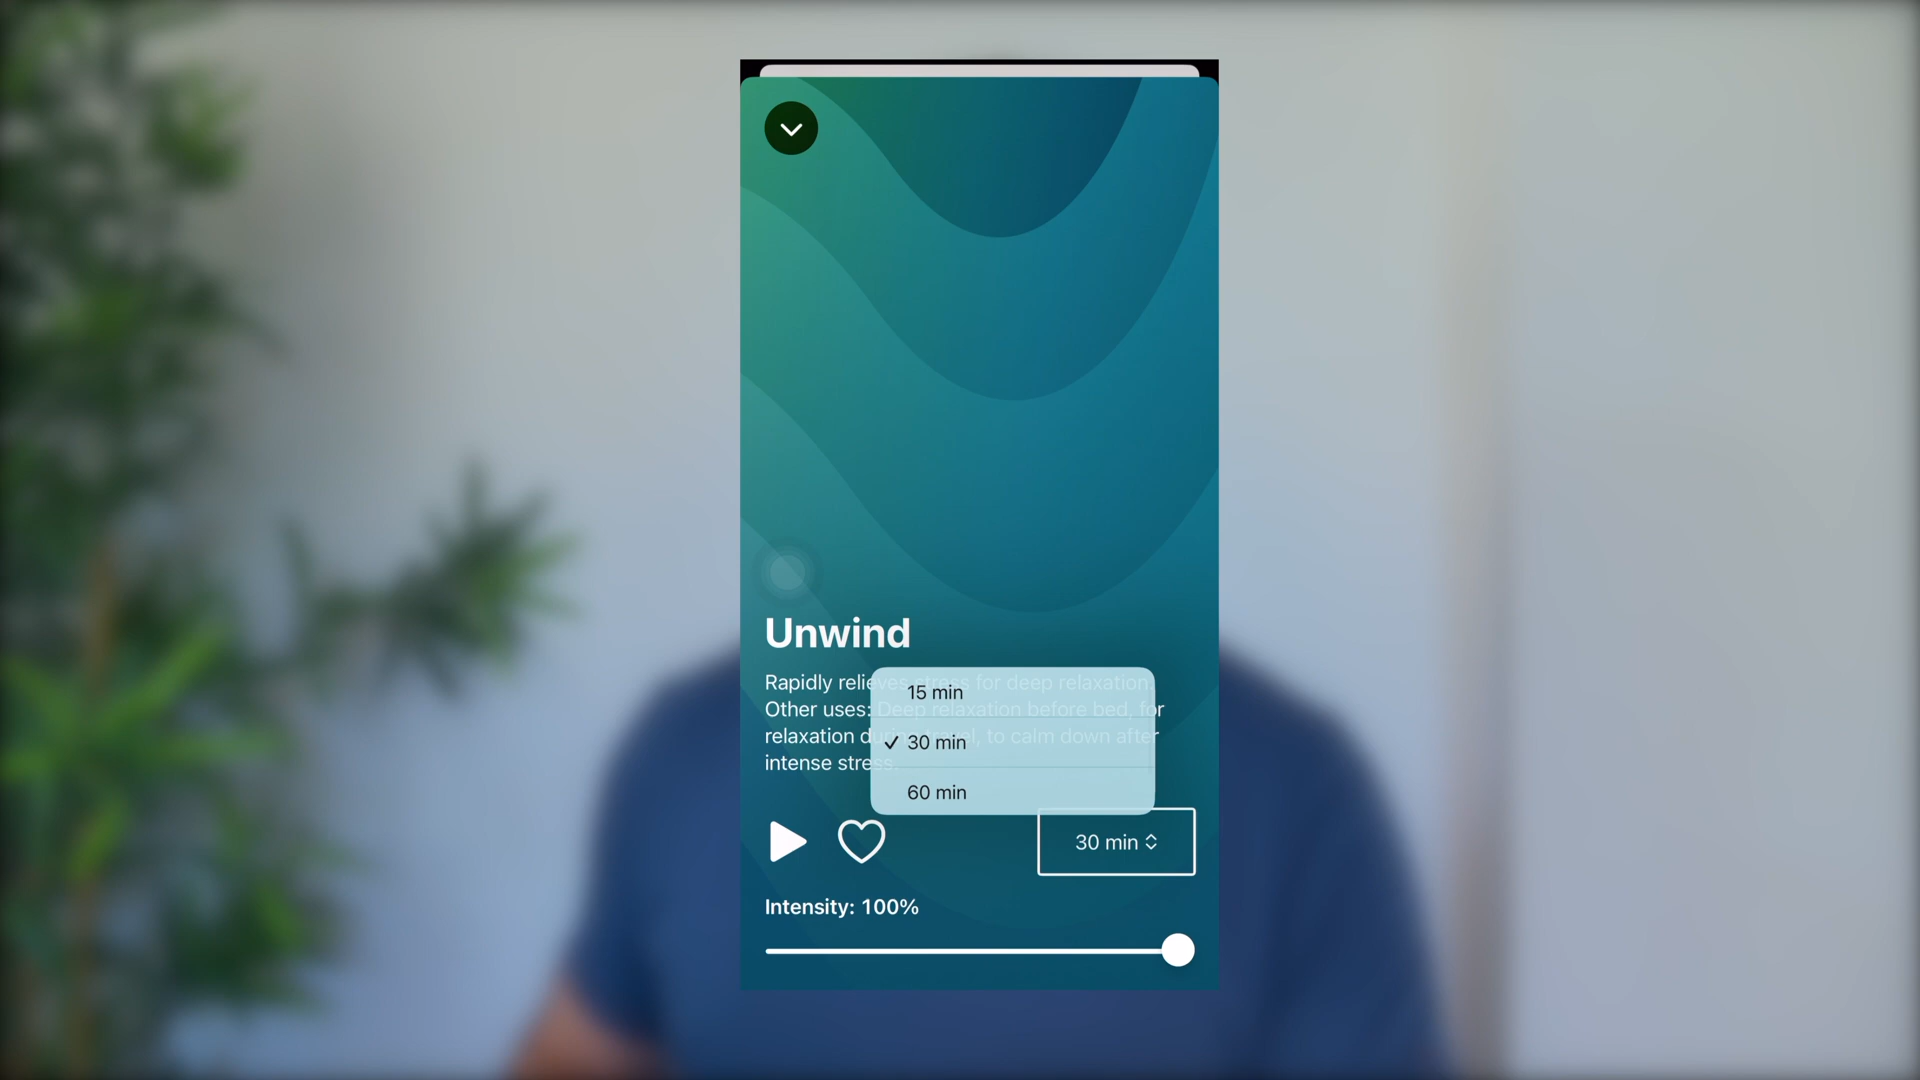 Unwind
Rapidly relieves stress for deep relaxation.
Other uses: Deep relaxation before bed, for
relaxation during travel, to calm down after
intense stress.
15 min
30 min
60 min
30 min
Intensity: 100%